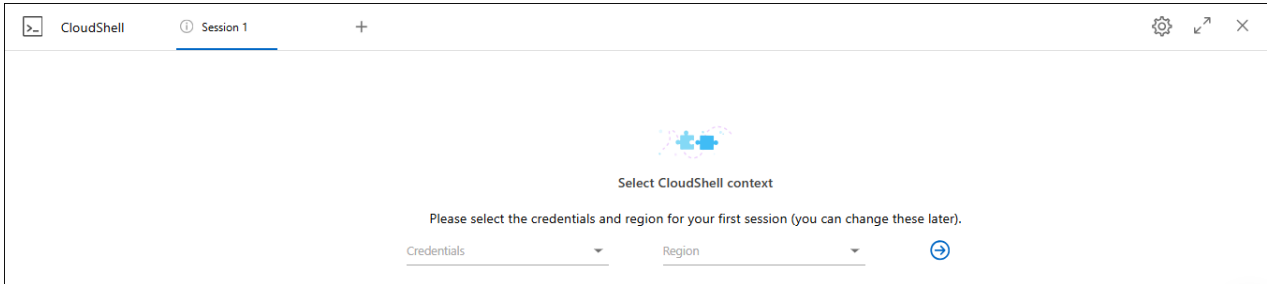 CloudShell
Session 1
Select CloudShell context
Please select the credentials and region for your first session (you can change these later).
Credentials
Region